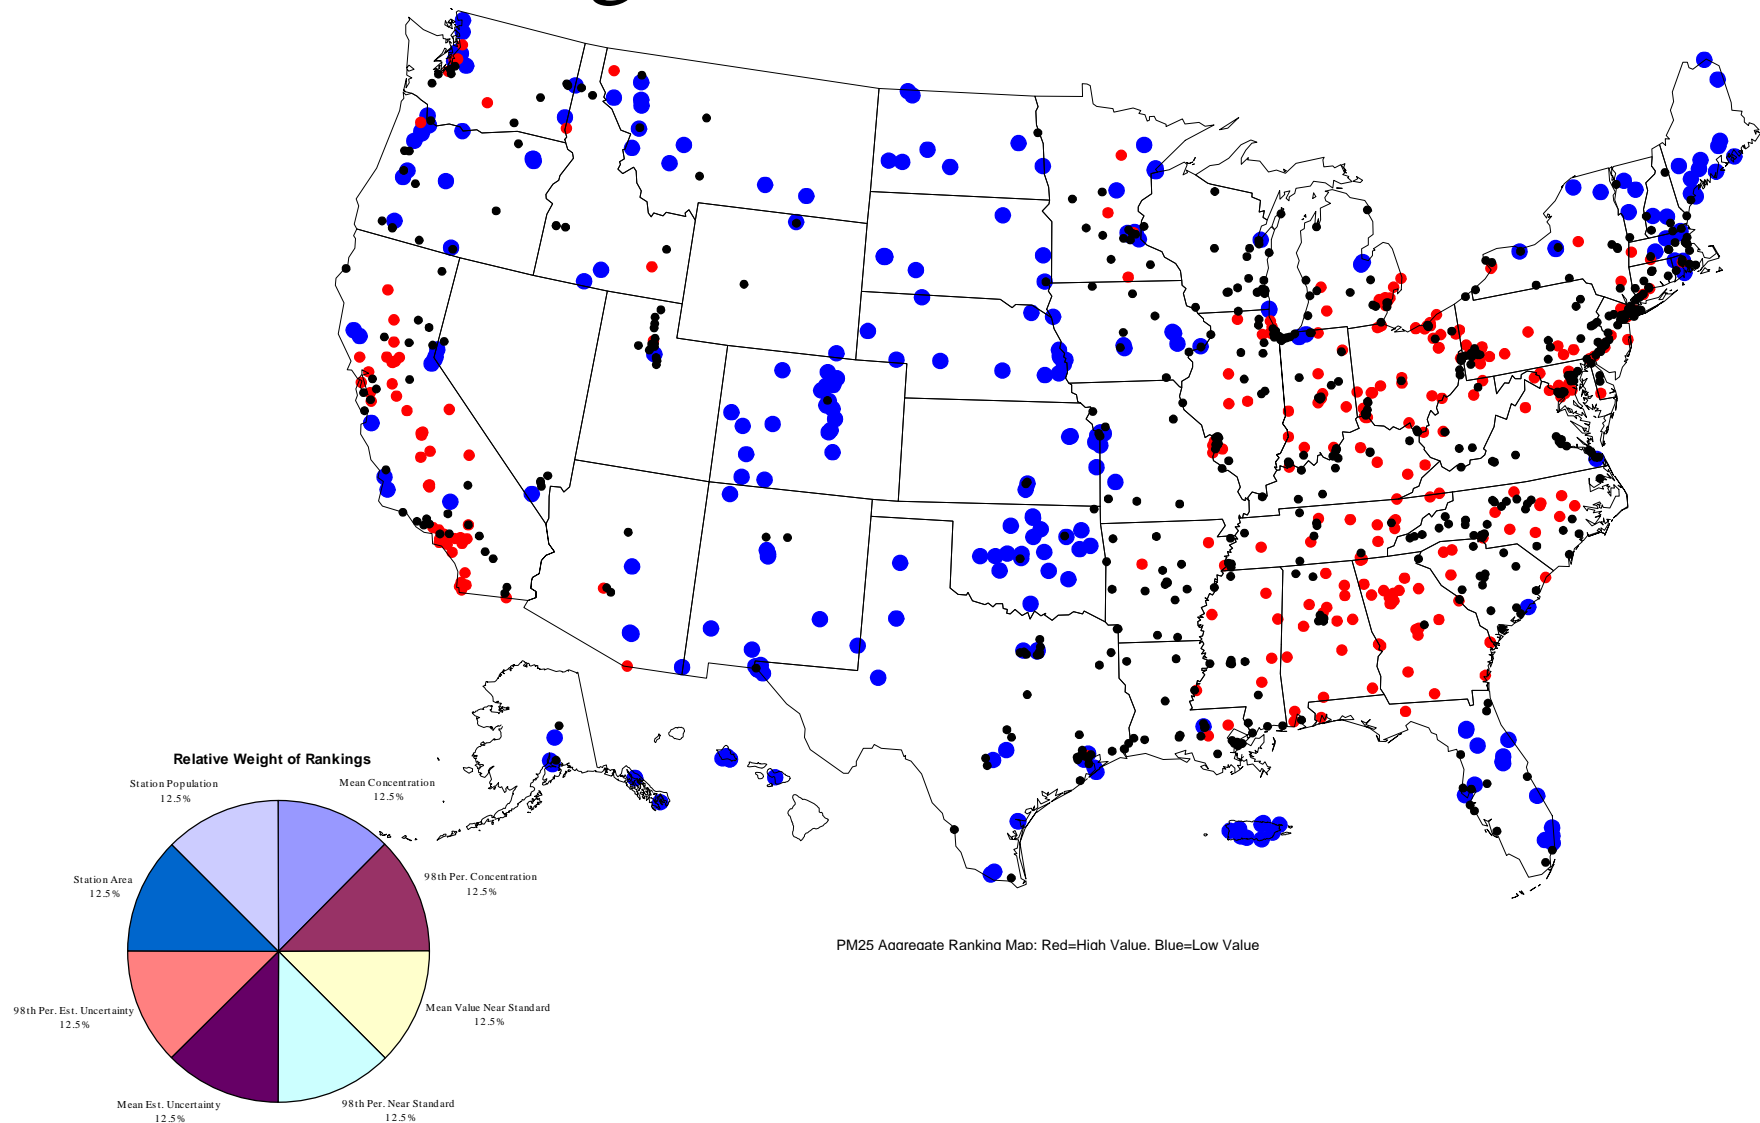 Relative Weight of Rankings
Station Population
12.5%
Mean Concentration
12.5%
Station Area
12.5%
98th Per. Concentration
12.5%
PM25 Aggregate Ranking Map: Red=High Value, Blue=Low Value
98th Per. Est. Uncertainty
12.5%
Mean Value Near Standard
12.5%
Mean Est. Uncertainty
12.5%
98th Per. Near Standard
12.5%